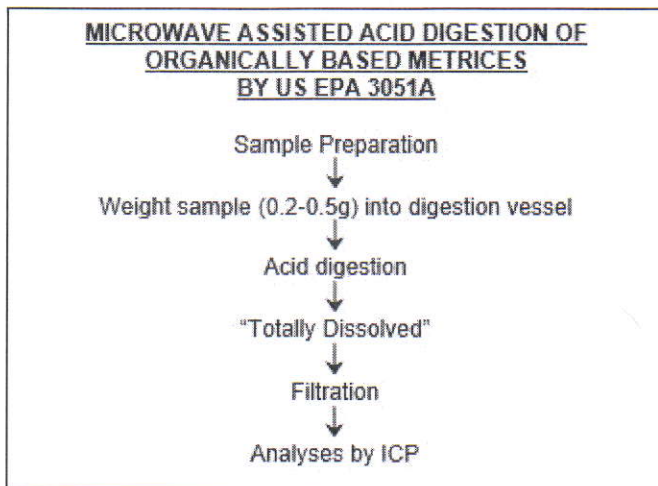 MICROWAVE ASSISTED ACID DIGESTION OF
ORGANICALLY BASED METRICES
BY US EPA 3051A
Sample Preparation
Weight sample (0.2-0.5g) into digestion vessel
Acid digestion
“Totally Dissolved”
Filtration
Analyses by ICP